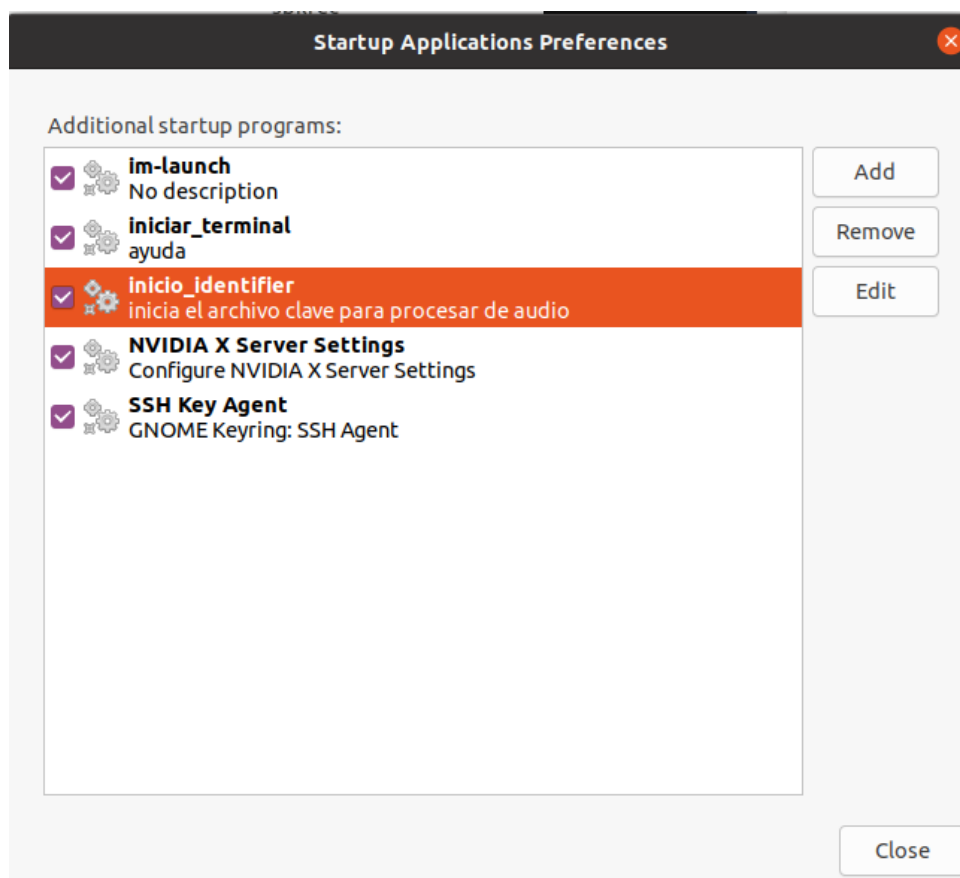 Startup Applications Preferences
Additional startup programs:
im-launch
No description
Add
iniciar_terminal
ayuda
Remove
inicio_identifier
inicia el archivo clave para procesar de audio
Edit
NVIDIA X Server Settings
Configure NVIDIA X Server Settings
SSH Key Agent
GNOME Keyring: SSH Agent
Close